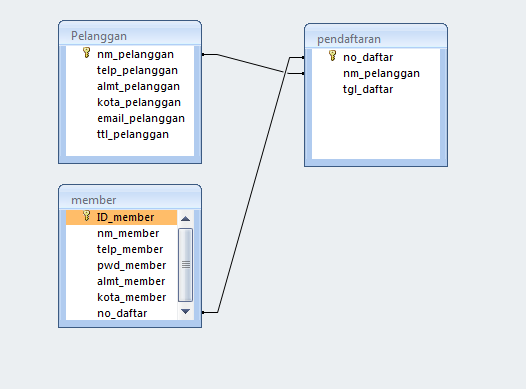 Pelanggan
nm_pelanggan
telp_pelanggan
almt_pelanggan
kota_pelanggan
email_pelanggan
ttl_pelanggan
pendaftaran
no_daftar
nm_pelanggan
tgl_daftar
member
ID_member
nm_member
telp_member
pwd_member
almt_member
kota_member
no_daftar